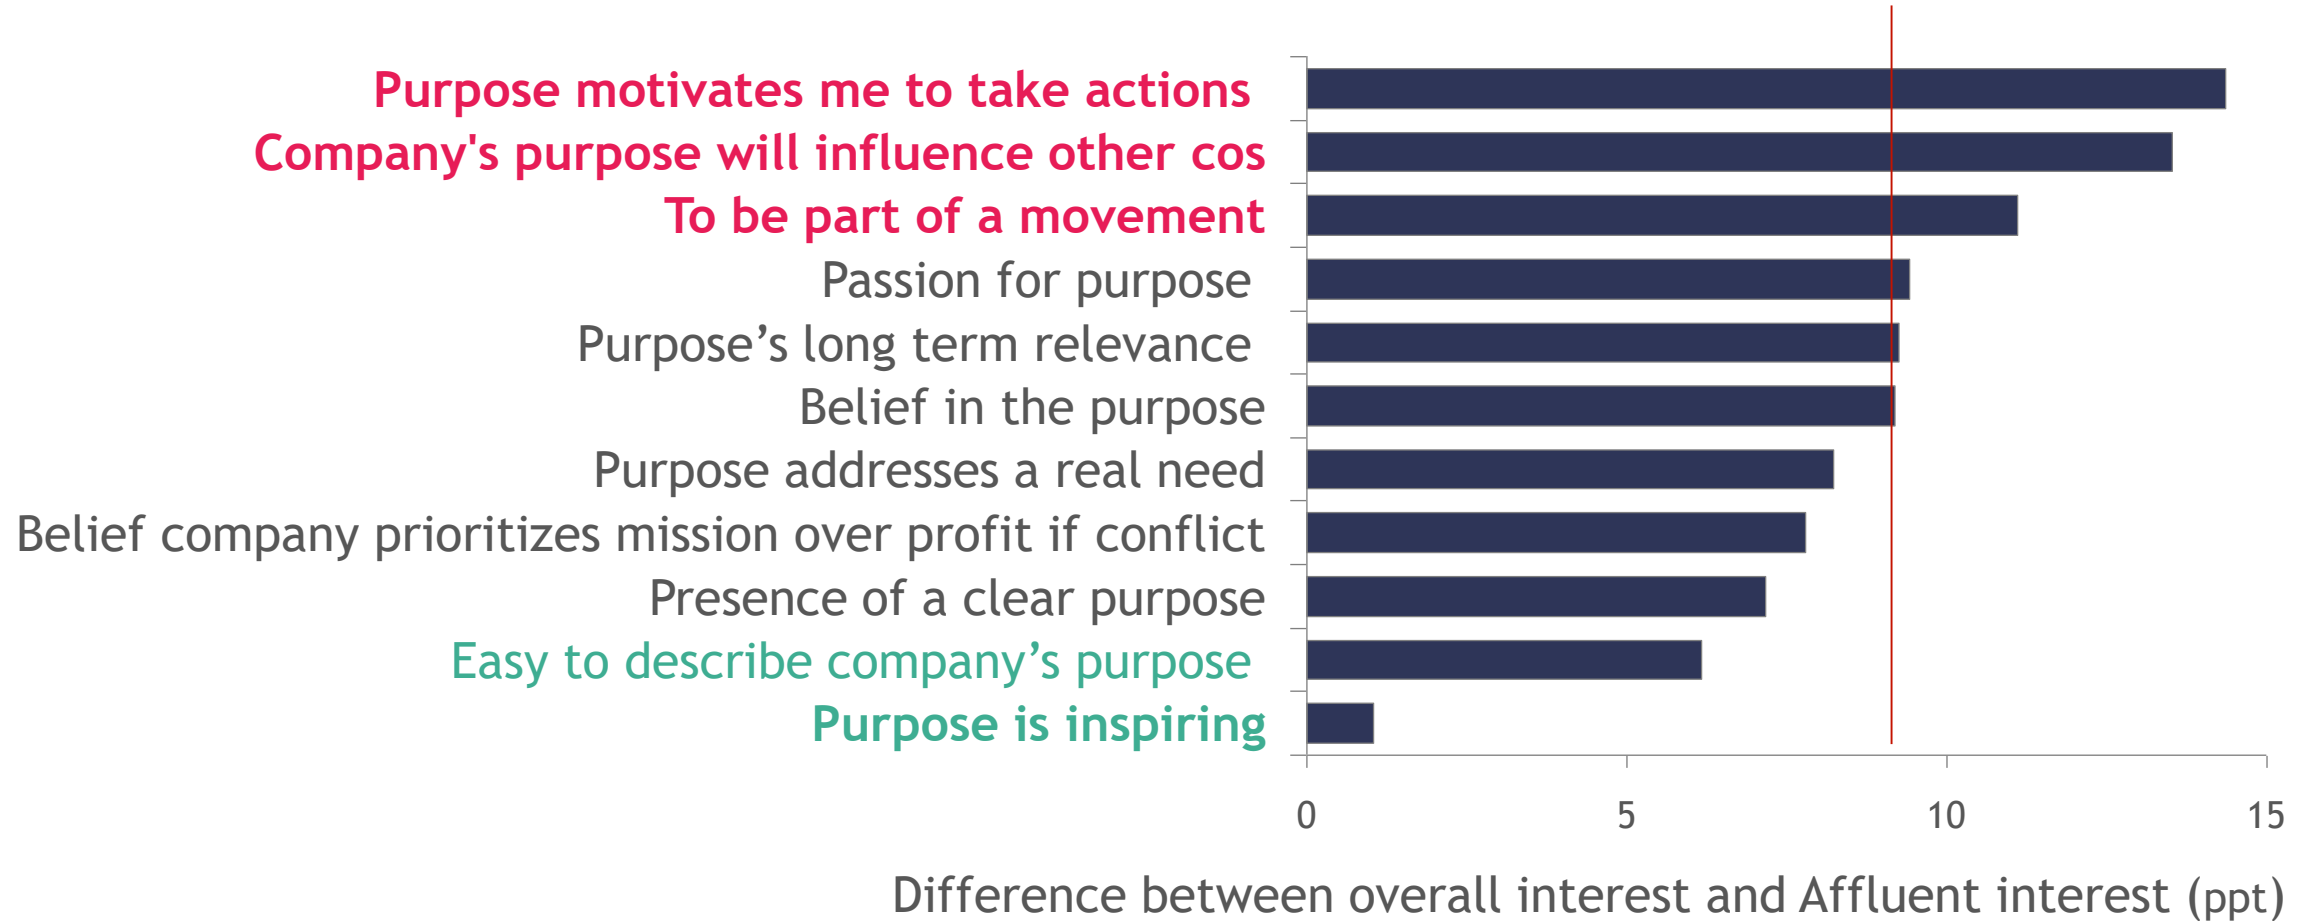 Purpose motivates me to take actions
Company's purpose will influence other cos
To be part of a movement
Passion for purpose
Purpose’s long term relevance
Belief in the purpose
Purpose addresses a real need
Belief company prioritizes mission over profit if conflict
Presence of a clear purpose
Easy to describe company’s purpose
Purpose is inspiring
0 5 10 15
Difference between overall interest and Affluent interest (ppt)